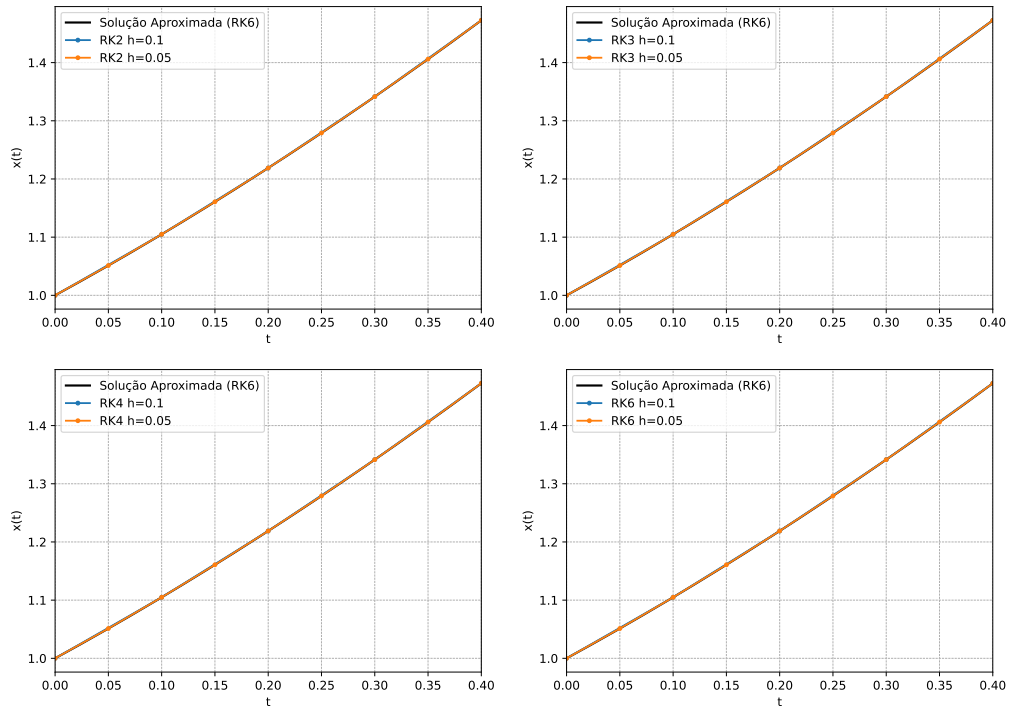 Solução Aproximada (RK6)
RK2 h=0.1
RK2 h=0.05
x(t)
1.4
1.3
1.2
1.1
1.0
0.00 0.05 0.10 0.15 0.20 0.25 0.30 0.35 0.40
t
Solução Aproximada (RK6)
RK3 h=0.1
RK3 h=0.05
x(t)
1.4
1.3
1.2
1.1
1.0
0.00 0.05 0.10 0.15 0.20 0.25 0.30 0.35 0.40
t
Solução Aproximada (RK6)
RK4 h=0.1
RK4 h=0.05
x(t)
1.4
1.3
1.2
1.1
1.0
0.00 0.05 0.10 0.15 0.20 0.25 0.30 0.35 0.40
t
Solução Aproximada (RK6)
RK6 h=0.1
RK6 h=0.05
x(t)
1.4
1.3
1.2
1.1
1.0
0.00 0.05 0.10 0.15 0.20 0.25 0.30 0.35 0.40
t